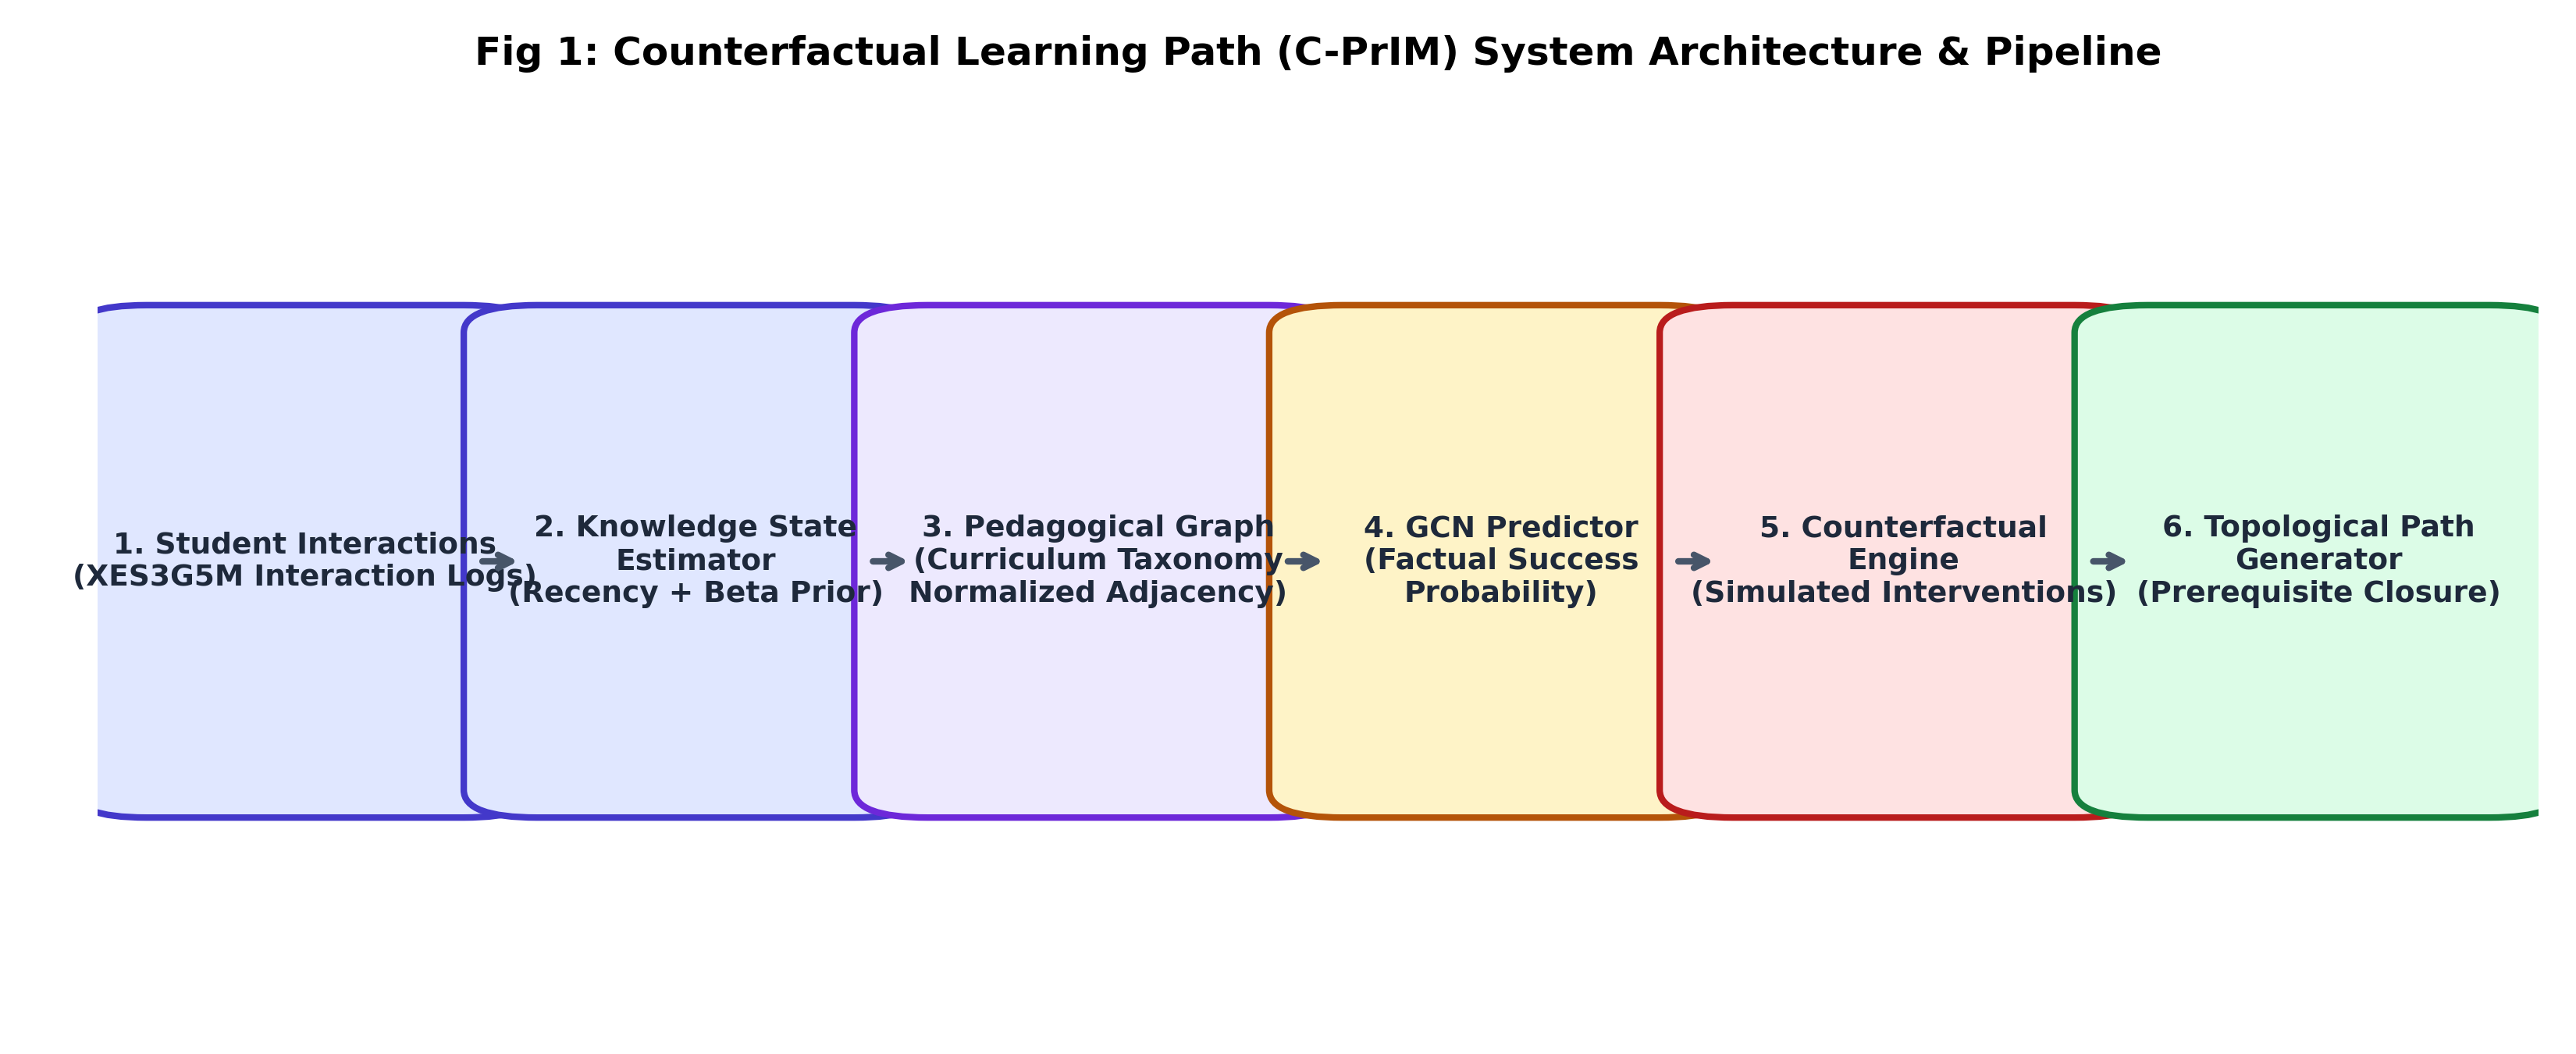 Fig 1: Counterfactual Learning Path (C-PrIM) System Architecture & Pipeline
1. Student Interactions
(XES3G5M Interaction Logs)
2. Knowledge State
Estimator
(Recency + Beta Prior)
3. Pedagogical Graph
(Curriculum Taxonomy
Normalized Adjacency)
4. GCN Predictor
(Factual Success
Probability)
5. Counterfactual
Engine
(Simulated Interventions)
6. Topological Path
Generator
(Prerequisite Closure)